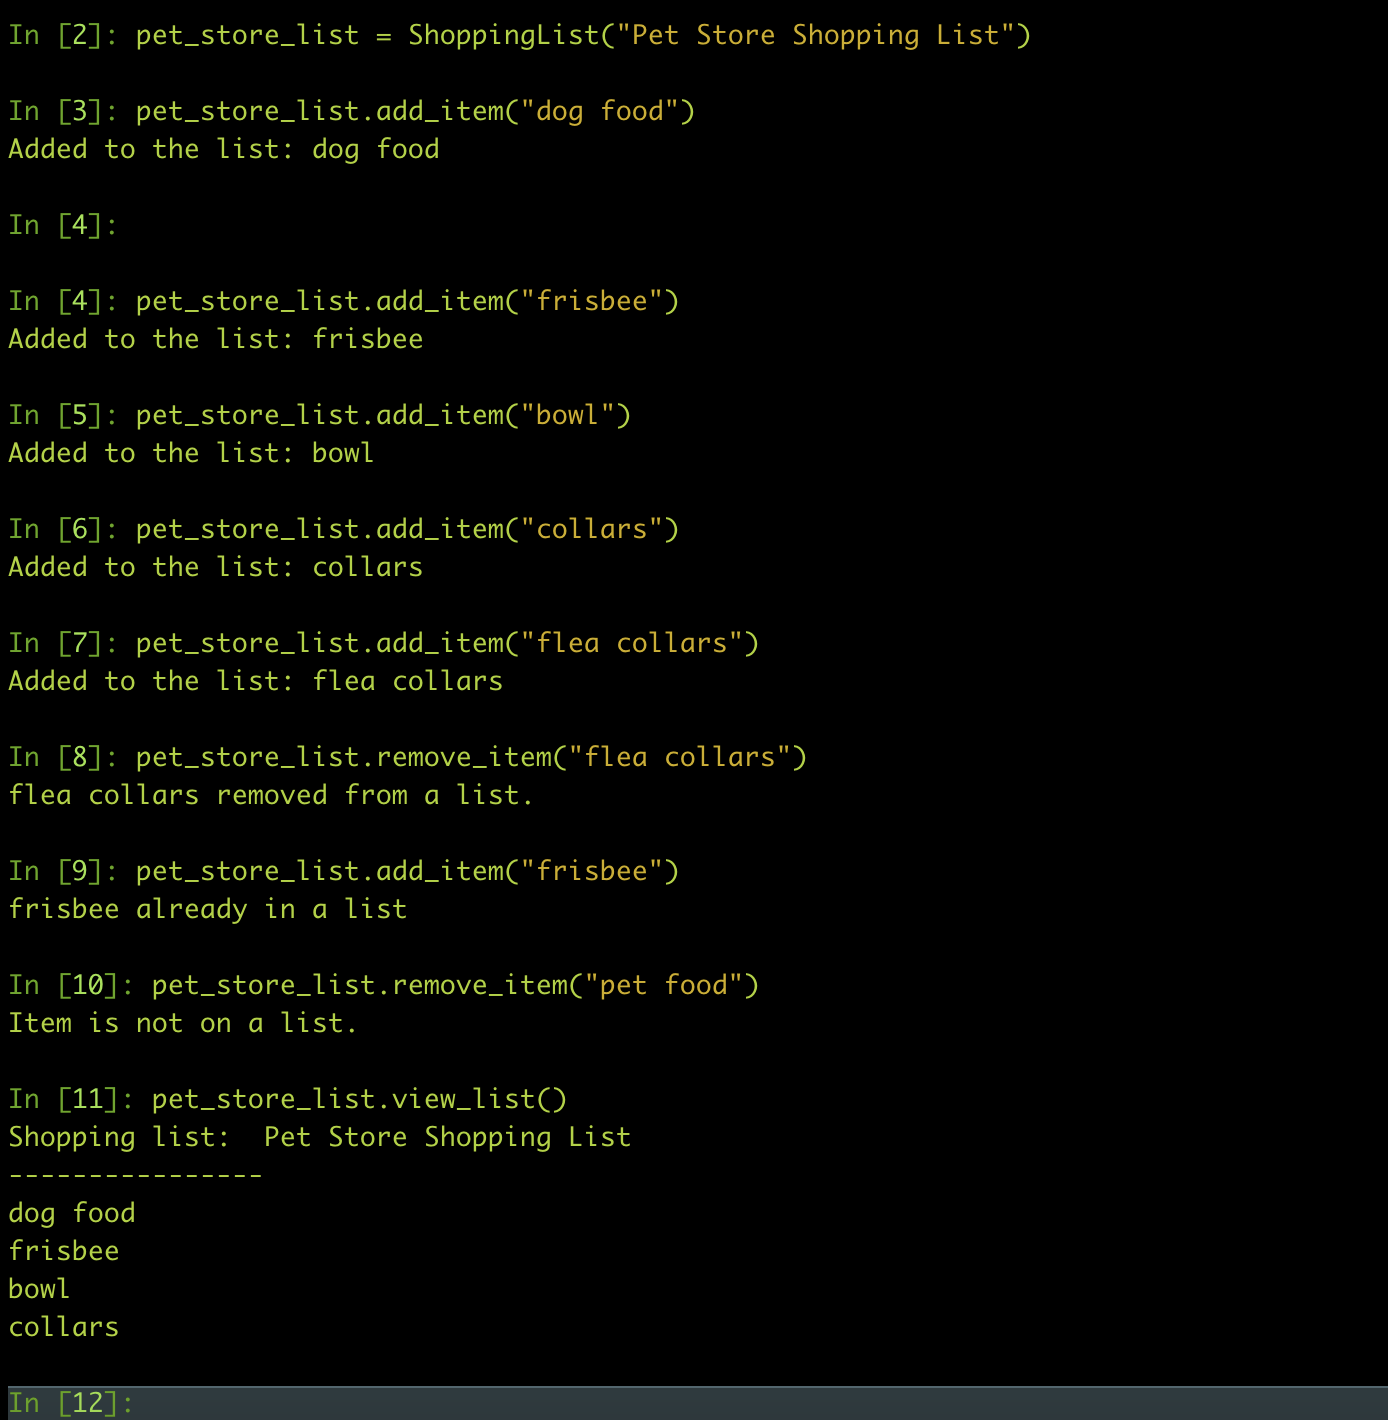 In [2]: pet_store_list = ShoppingList("Pet Store Shopping List")
In [3]: pet_store_list.add_item("dog food")
Added to the list: dog food
In [4]:
In [4]: pet_store_list.add_item("frisbee")
Added to the list: frisbee
In [5]: pet_store_list.add_item("bowl")
Added to the list: bowl
In [6]: pet_store_list.add_item("collars")
Added to the list: collars
In [7]: pet_store_list.add_item("flea collars")
Added to the list: flea collars
In [8]: pet_store_list.remove_item("flea collars")
flea collars removed from a list.
In [9]: pet_store_list.add_item("frisbee")
frisbee already in a list
In [10]: pet_store_list.remove_item("pet food")
Item is not on a list.
In [11]: pet_store_list.view_list()
Shopping list:  Pet Store Shopping List
----------------
dog food
frisbee
bowl
collars
In [12]: